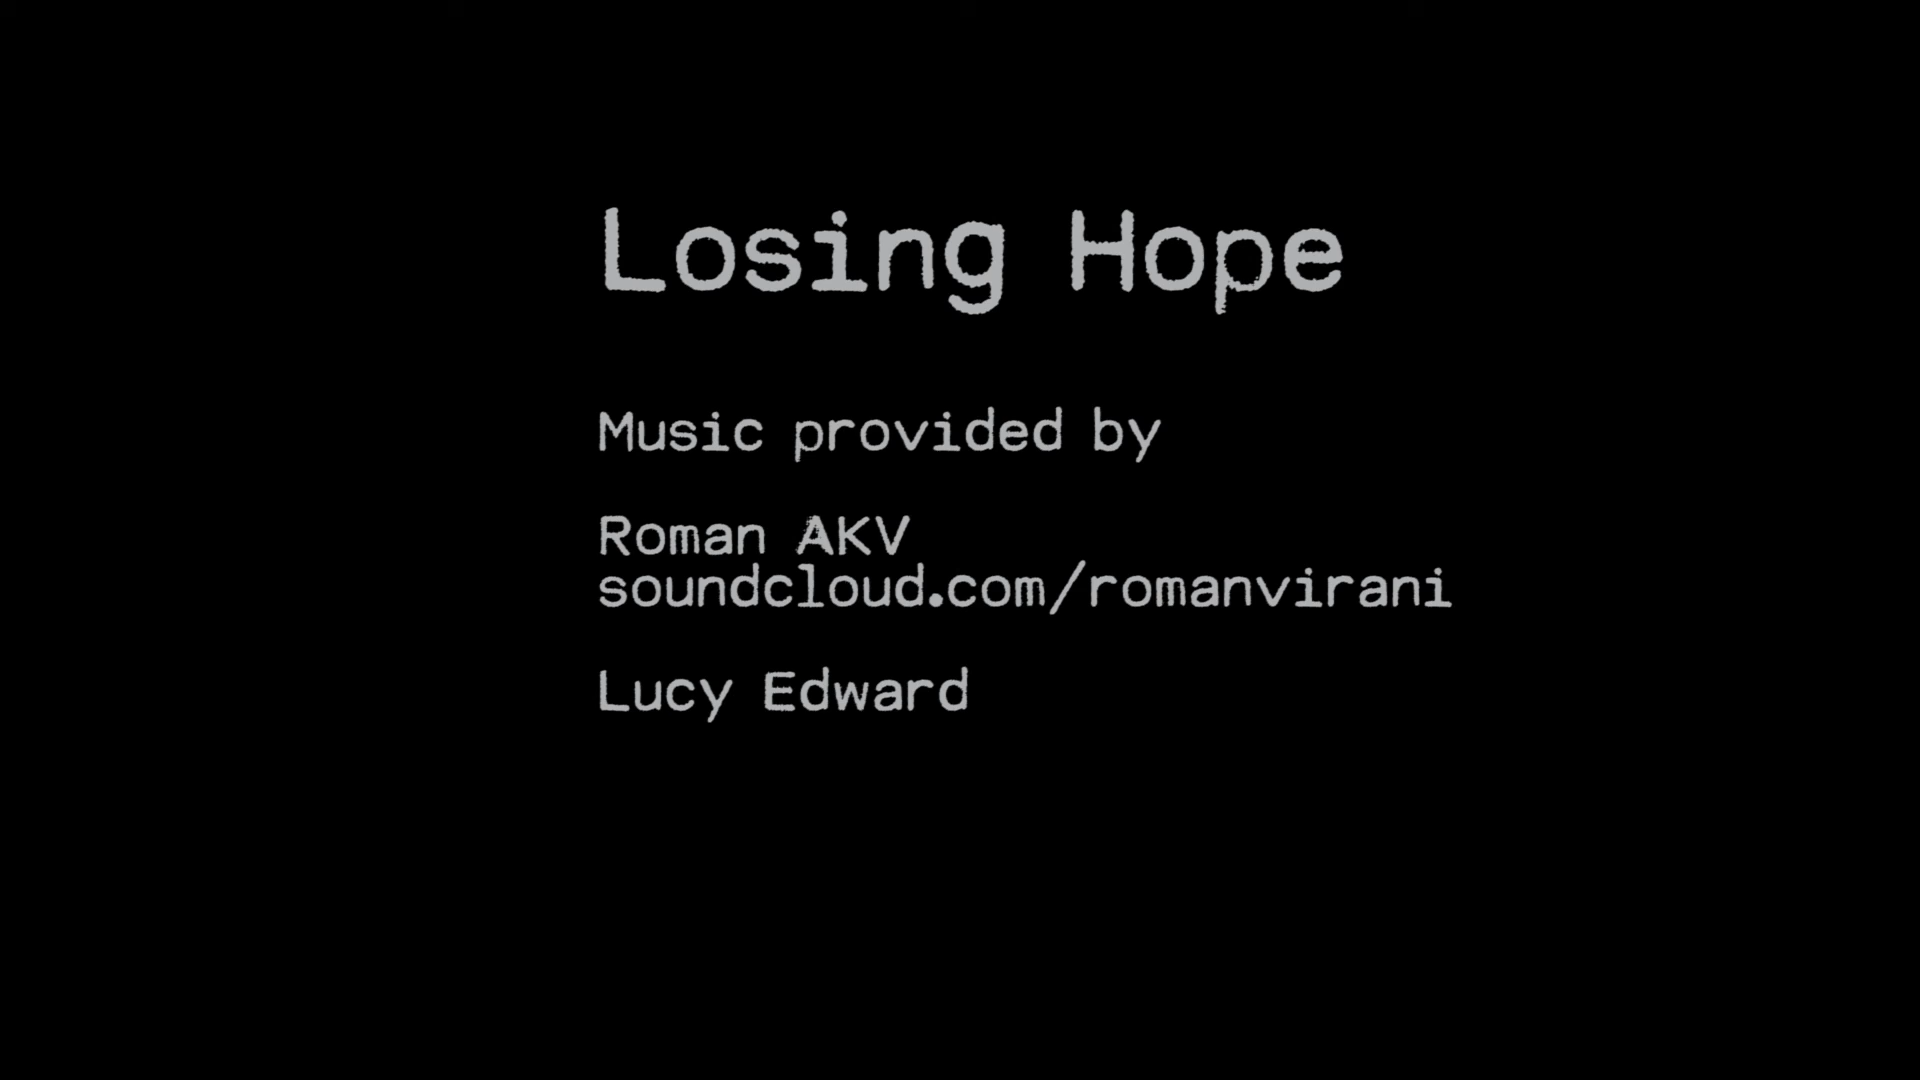 Losing Hope
Music provided by
Roman AKV
soundcloud.com/romanvirani
Lucy Edward